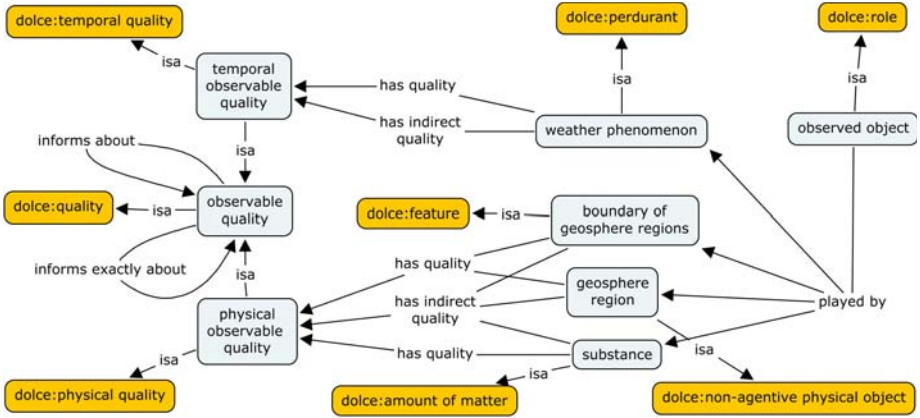 dolce:temporal quality
dolce:perdurant
dolce:role
isa
temporal
observable
quality
has quality
isa
isa
has indirect
quality
weather phenomenon
observed object
informs about
isa
observable
quality
dolce:quality
isa
dolce:feature
isa
boundary of
geosphere regions
informs exactly about
isa
has quality
geosphere
region
has indirect
quality
played by
physical
observable
quality
isa
has quality
substance
isa
isa
dolce:physical quality
dolce:amount of matter
dolce:non-agentive physical object